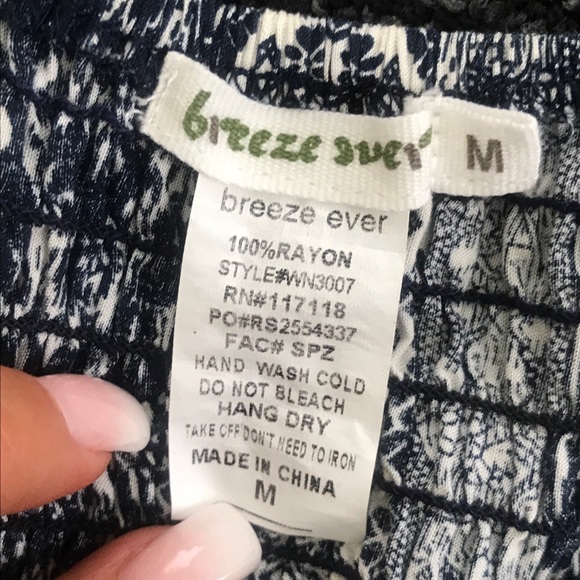 breeze ever
M
breeze ever
100%RAYON
STYLE#WN3007
RN#117118
PO#RS2554337
FAC# SPZ
HAND WASH COLD
DO NOT BLEACH
HANG DRY
TAKE OFF DON'T NEED TO IRON
MADE IN CHINA
M